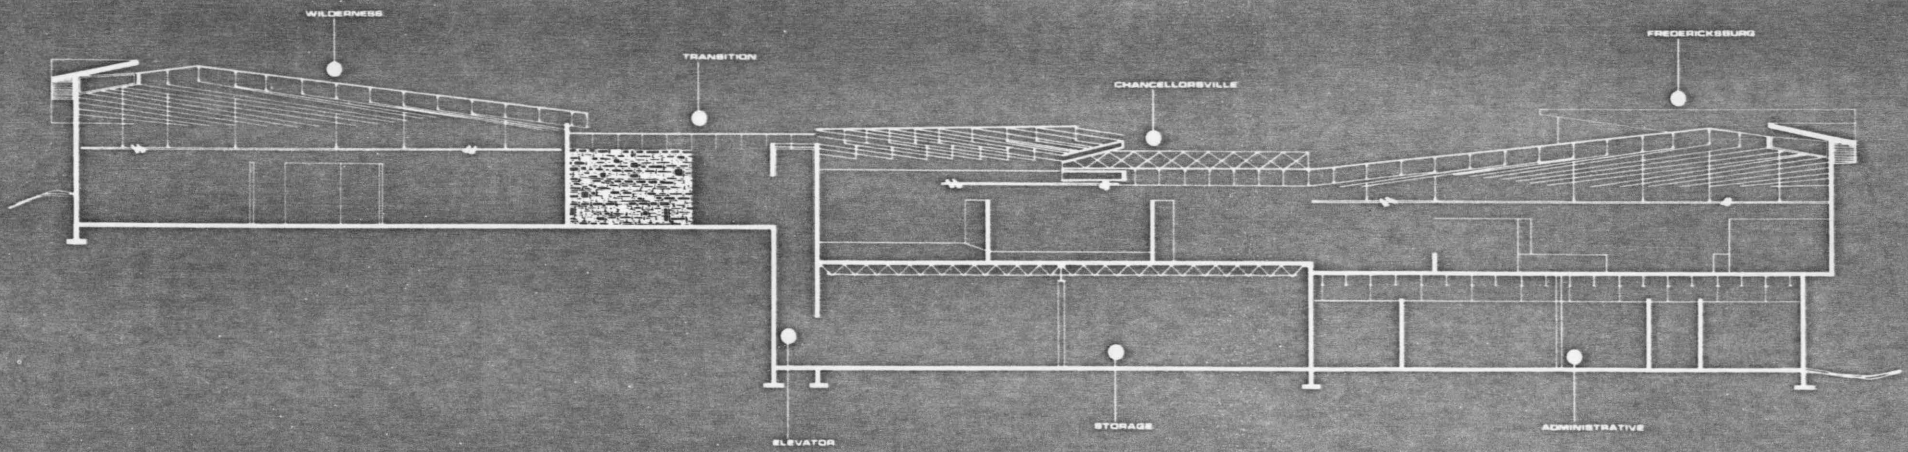 WILDERNESS
TRANSITION
CHANCELLORSVILLE
FREDERICKSBURG
ELEVATOR
STORAGE
ADMINISTRATIVE